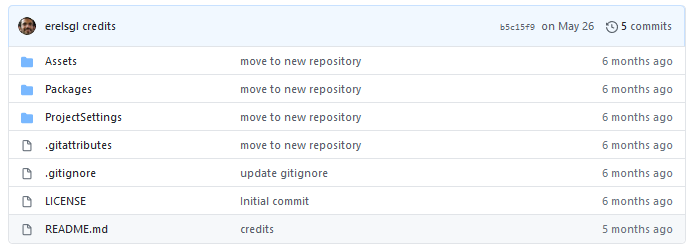 erelsgl credits b5c15f9 on May 26 5 commits
Assets move to new repository 6 months ago
Packages move to new repository 6 months ago
ProjectSettings move to new repository 6 months ago
.gitattributes move to new repository 6 months ago
.gitignore update gitignore 6 months ago
LICENSE Initial commit 6 months ago
README.md credits 5 months ago